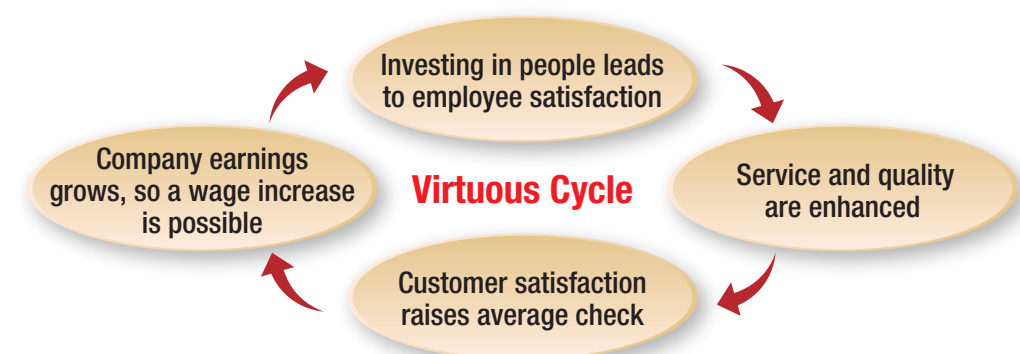 Investing in people leads
to employee satisfaction
Service and quality
are enhanced
Customer satisfaction
raises average check
Company earnings
grows, so a wage increase
is possible
Virtuous Cycle